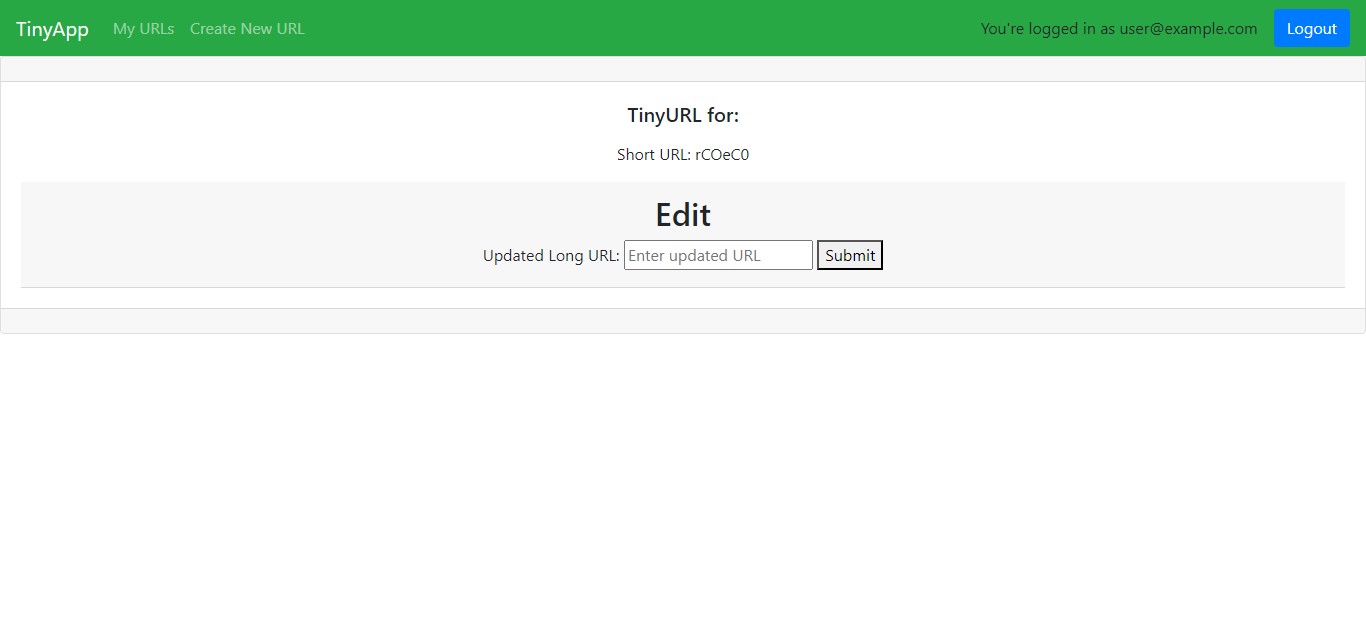 TinyApp My URLs Create New URL You're logged in as user@example.com Logout
TinyURL for:
Short URL: rCOeC0
Edit
Updated Long URL: Enter updated URL Submit